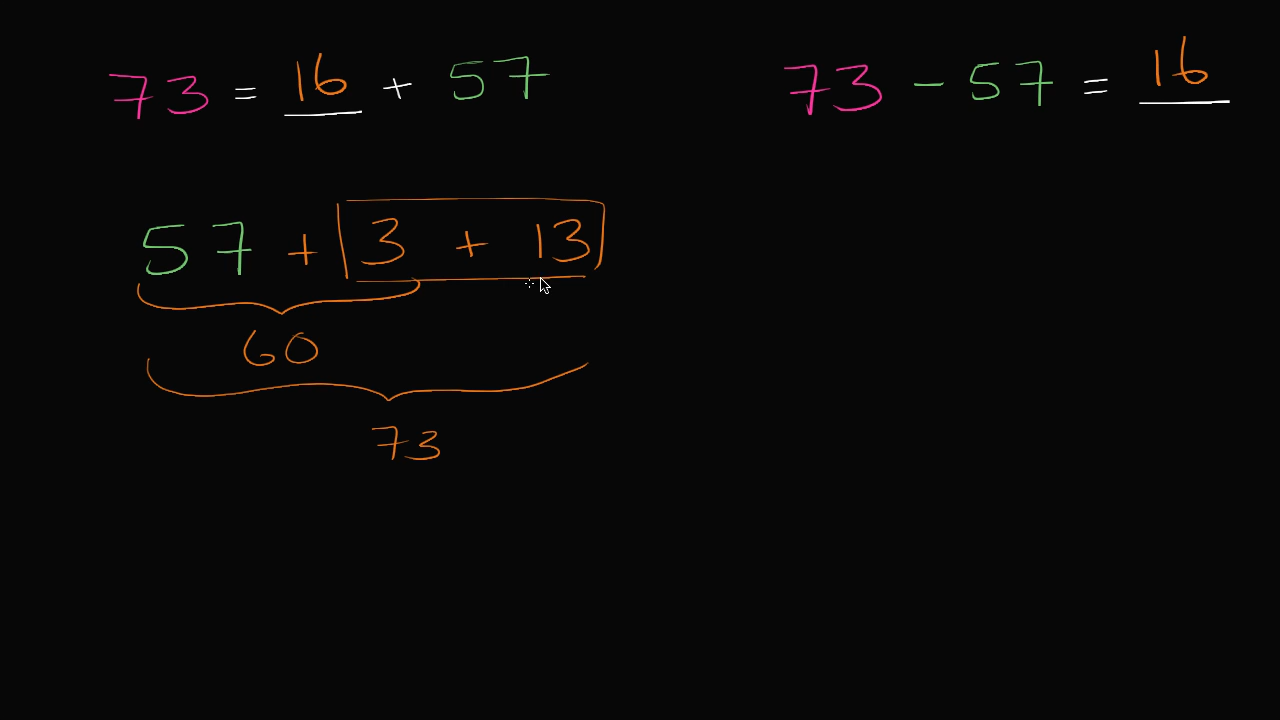 73 = 16 + 57
73 - 57 = 16
57 + 3 + 13
60
73